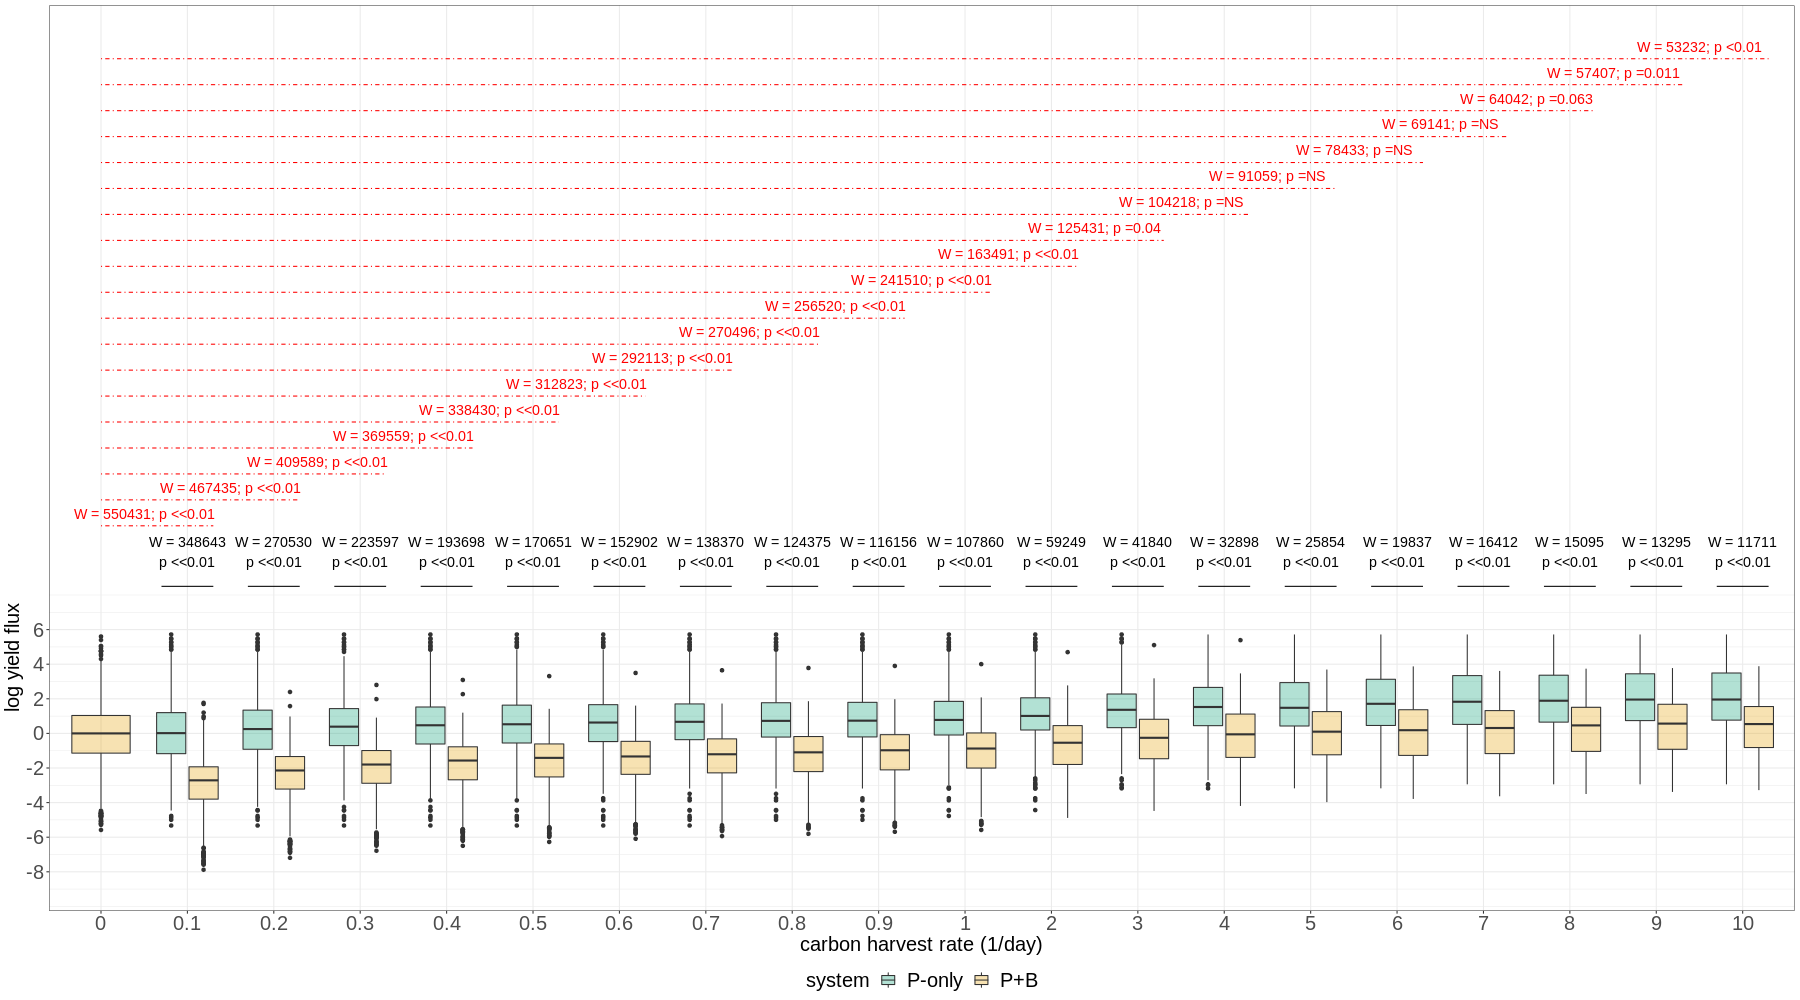 W = 53232; p <0.01
W = 57407; p =0.011
W = 64042; p =0.063
W = 69141; p =NS
W = 78433; p =NS
W = 91059; p =NS
W = 104218; p =NS
W = 125431; p =0.04
W = 163491; p <<0.01
W = 241510; p <<0.01
W = 256520; p <<0.01
W = 270496; p <<0.01
W = 292113; p <<0.01
W = 312823; p <<0.01
W = 338430; p <<0.01
W = 369559; p <<0.01
W = 409589; p <<0.01
W = 467435; p <<0.01
W = 550431; p <<0.01
W = 348643 W = 270530 W = 223597 W = 193698 W = 170651 W = 152902 W = 138370 W = 124375 W = 116156 W = 107860 W = 59249 W = 41840 W = 32898 W = 25854 W = 19837 W = 16412 W = 15095 W = 13295 W = 11711
p <<0.01 p <<0.01 p <<0.01 p <<0.01 p <<0.01 p <<0.01 p <<0.01 p <<0.01 p <<0.01 p <<0.01 p <<0.01 p <<0.01 p <<0.01 p <<0.01 p <<0.01 p <<0.01 p <<0.01 p <<0.01 p <<0.01
log yield flux
6
4
2
0
-2
-4
-6
-8
0 0.1 0.2 0.3 0.4 0.5 0.6 0.7 0.8 0.9 1 2 3 4 5 6 7 8 9 10
carbon harvest rate (1/day)
system P-only P+B